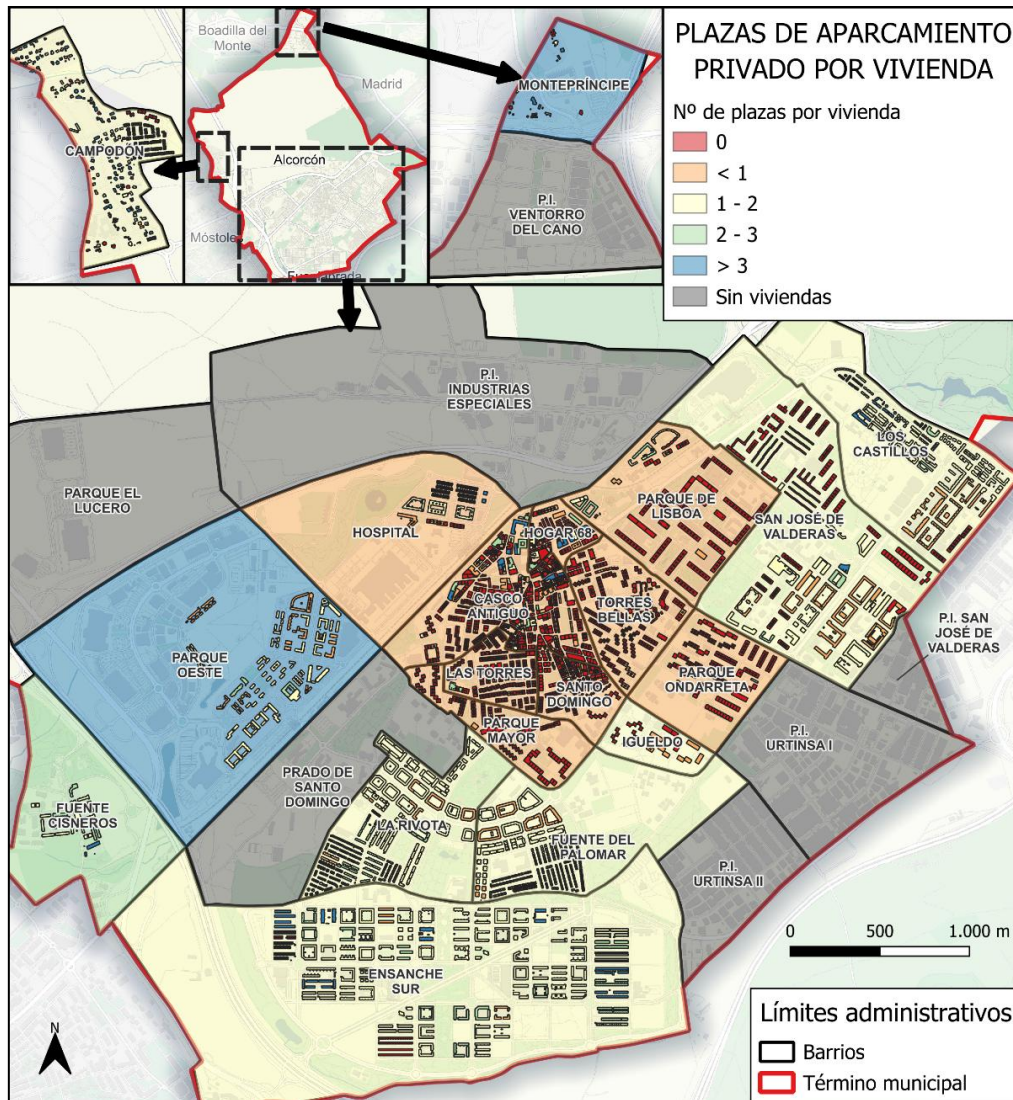 Boadilla del
Monte
Madrid
Alcorcón
Móstoles
Fuenlabrada
CAMPODÓN
MONTEPRÍNCIPE
P.I.
VENTORRO
DEL CANO
PLAZAS DE APARCAMIENTO
PRIVADO POR VIVIENDA
Nº de plazas por vivienda
0
< 1
1 - 2
2 - 3
> 3
Sin viviendas
P.I.
INDUSTRIAS
ESPECIALES
PARQUE EL
LUCERO
HOSPITAL
HOGAR 68
PARQUE DE
LISBOA
LOS
CASTILLOS
SAN JOSÉ DE
VALDERAS
CASCO
ANTIGUO
TORRES
BELLAS
P.I. SAN
JOSÉ DE
VALDERAS
PARQUE
OESTE
LAS TORRES
SANTO
DOMINGO
PARQUE
ONDARRETA
PARQUE
MAYOR
IGUELDO
P.I.
URTINSA I
PRADO DE
SANTO
DOMINGO
FUENTE
CISNEROS
LA RIVOTA
FUENTE DEL
PALOMAR
P.I.
URTINSA II
ENSANCHE
SUR
0 500 1.000 m
N
Límites administrativos
Barrios
Término municipal